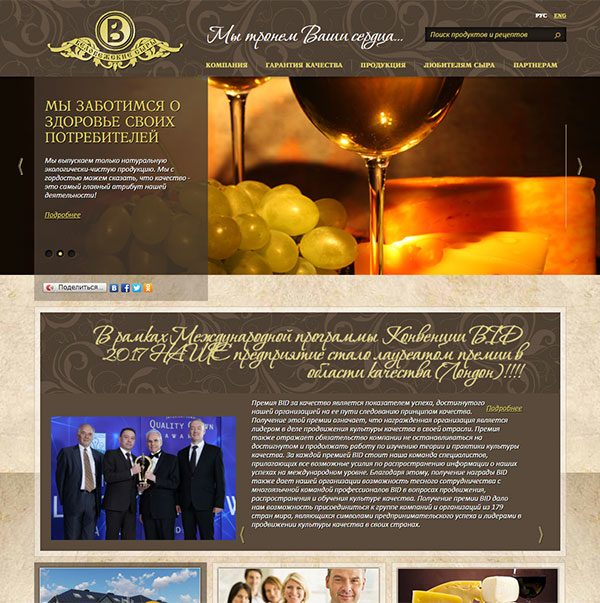 РУС ENG
B
БЕЛЕБЕЕВСКИЕ СЫРЫ
Мы тронем Ваши сердца...
Поиск продуктов и рецептов
КОМПАНИЯ ГАРАНТИЯ КАЧЕСТВА ПРОДУКЦИЯ ЛЮБИТЕЛЯМ СЫРА ПАРТНЕРАМ
МЫ ЗАБОТИМСЯ О
ЗДОРОВЬЕ СВОИХ
ПОТРЕБИТЕЛЕЙ
Мы выпускаем только натуральную
экологически-чистую продукцию. Мы с
гордостью можем сказать, что качество -
это самый главный атрибут нашей
деятельности!
Подробнее
Поделиться...
В рамках Международной программы Конвенции BID
2017 НАШЕ предприятие стало лауреатом премии в
области качества (Лондон)!!!!
Премия BID за качество является показателем успеха, достигнутого
нашей организацией на ее пути следованию принципам качества.
Подробнее
Получение этой премии означает, что награжденная организация является
лидером в деле продвижения культуры качества в своей отрасли. Премия
также отражает обязательство компании не останавливаться на
достигнутом и продолжать работу по изучению теории и практики культуры
качества. За каждой премией BID стоит наша команда специалистов,
прилагающих все возможные усилия по распространению информации о наших
успехах на международном уровне. Благодаря этому, получение награды BID
также дает нашей организации возможность тесного сотрудничества с
многоязычной командой профессионалов BID в вопросах продвижения,
распространения и обучения культуре качества. Получение премии BID дало
нам возможность присоединиться к группе компаний и организаций из 179
стран мира, являющихся символами предпринимательского успеха и лидерами в
продвижении культуры качества в своих странах.
QUALITY CROWN
AWARDS